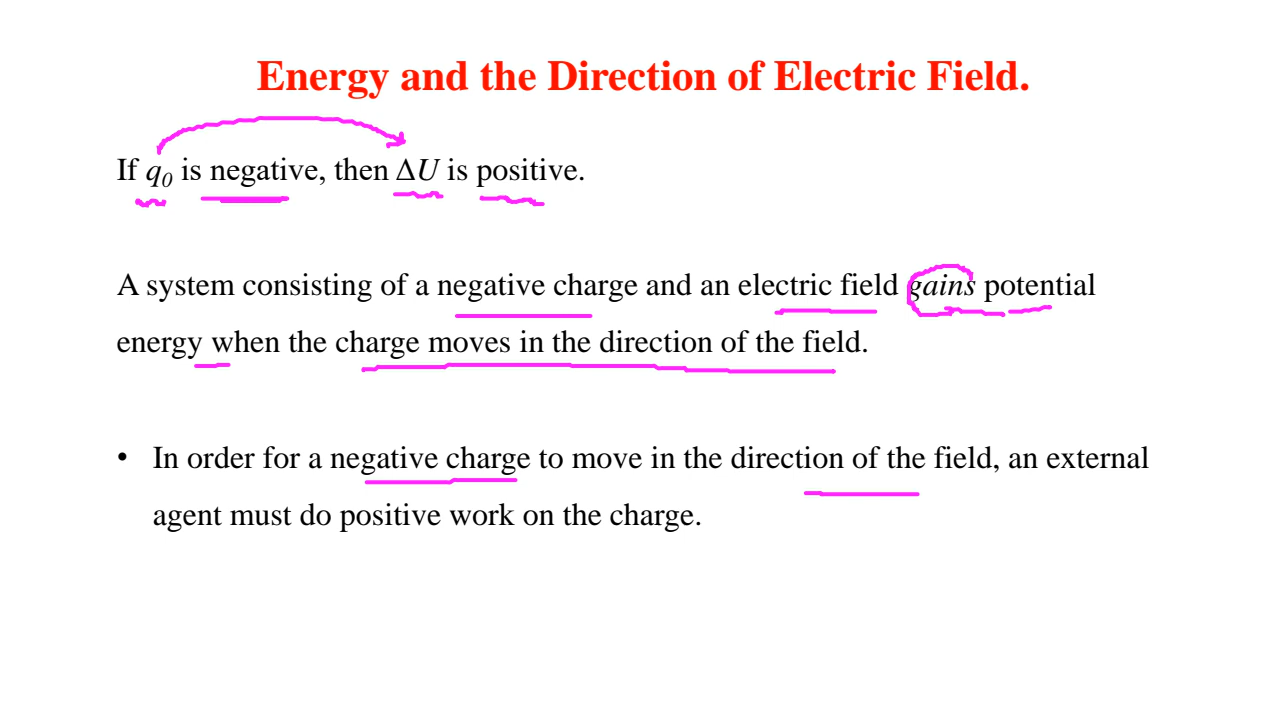 Energy and the Direction of Electric Field.
If q₀ is negative, then ΔU is positive.
A system consisting of a negative charge and an electric field gains potential
energy when the charge moves in the direction of the field.
• In order for a negative charge to move in the direction of the field, an external
agent must do positive work on the charge.